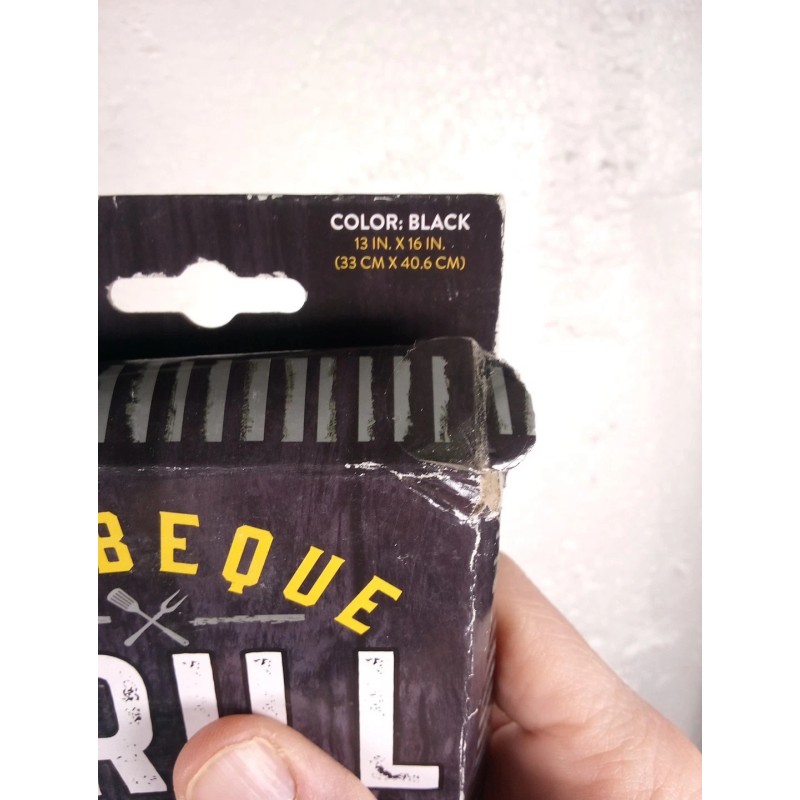 COLOR: BLACK
13 IN. X 16 IN.
(33 CM X 40.6 CM)
BEQUE
RILL